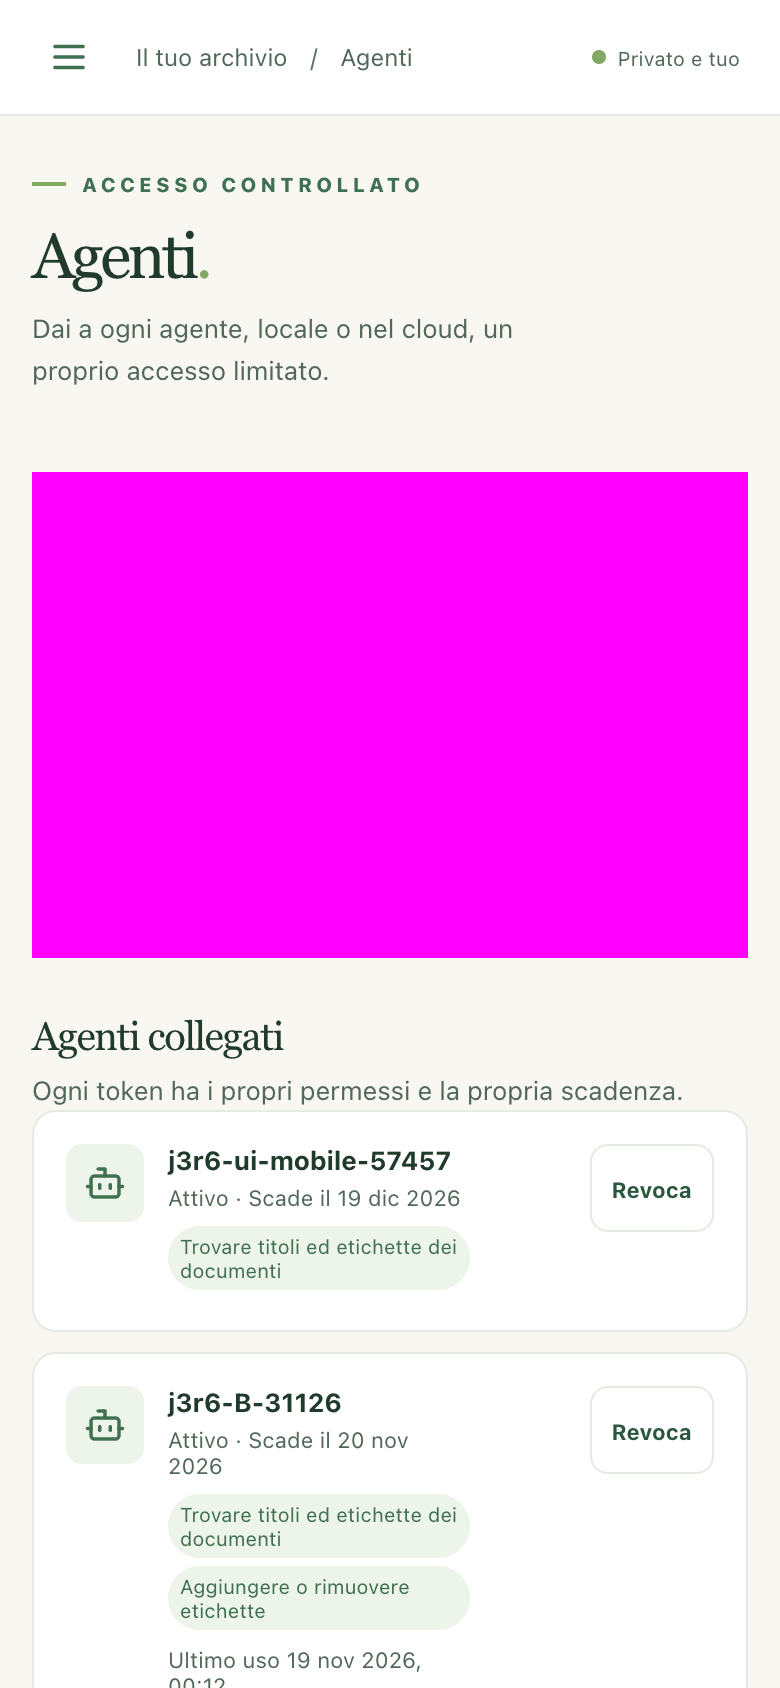 Il tuo archivio / Agenti
Privato e tuo
ACCESSO CONTROLLATO
Agenti.
Dai a ogni agente, locale o nel cloud, un
proprio accesso limitato.
Agenti collegati
Ogni token ha i propri permessi e la propria scadenza.
j3r6-ui-mobile-57457
Attivo · Scade il 19 dic 2026
Revoca
Trovare titoli ed etichette dei
documenti
j3r6-B-31126
Attivo · Scade il 20 nov
2026
Revoca
Trovare titoli ed etichette dei
documenti
Aggiungere o rimuovere
etichette
Ultimo uso 19 nov 2026,
00:12